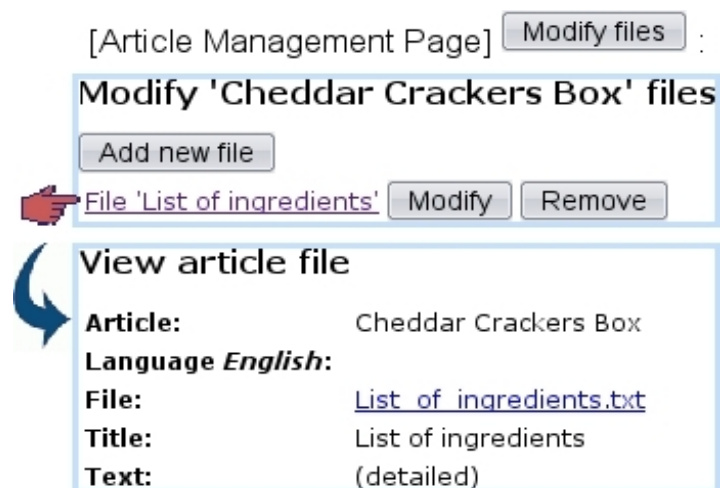 [Article Management Page] Modify files :
Modify 'Cheddar Crackers Box' files
Add new file
File 'List of ingredients' Modify Remove
View article file
Article: Cheddar Crackers Box
Language English:
File: List_of_ingredients.txt
Title: List of ingredients
Text: (detailed)